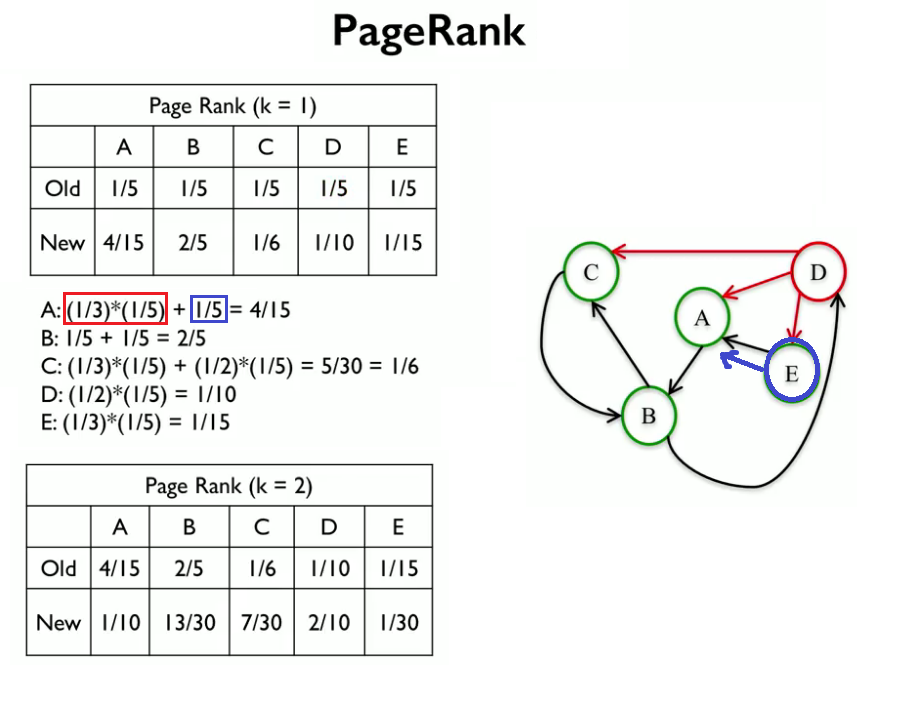 PageRank
Page Rank (k = 1)
A B C D E
Old 1/5 1/5 1/5 1/5 1/5
New 4/15 2/5 1/6 1/10 1/15
A: (1/3)*(1/5) + 1/5 = 4/15
B: 1/5 + 1/5 = 2/5
C: (1/3)*(1/5) + (1/2)*(1/5) = 5/30 = 1/6
D: (1/2)*(1/5) = 1/10
E: (1/3)*(1/5) = 1/15
Page Rank (k = 2)
A B C D E
Old 4/15 2/5 1/6 1/10 1/15
New 1/10 13/30 7/30 2/10 1/30
C
D
A
E
B